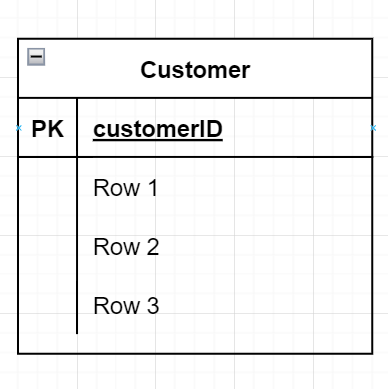 Customer
PK customerID
Row 1
Row 2
Row 3